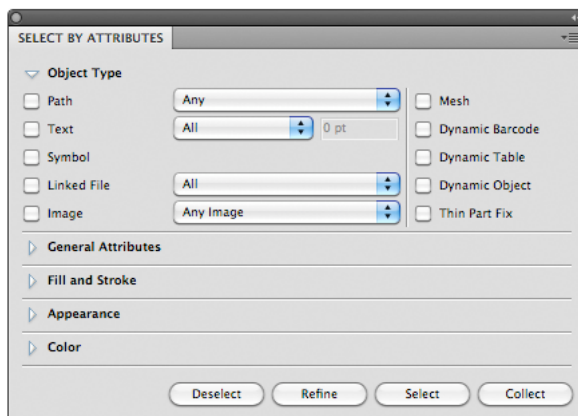 SELECT BY ATTRIBUTES
Object Type
Path Any Mesh
Text All 0 pt Dynamic Barcode
Symbol Dynamic Table
Linked File All Dynamic Object
Image Any Image Thin Part Fix
General Attributes
Fill and Stroke
Appearance
Color
Deselect Refine Select Collect